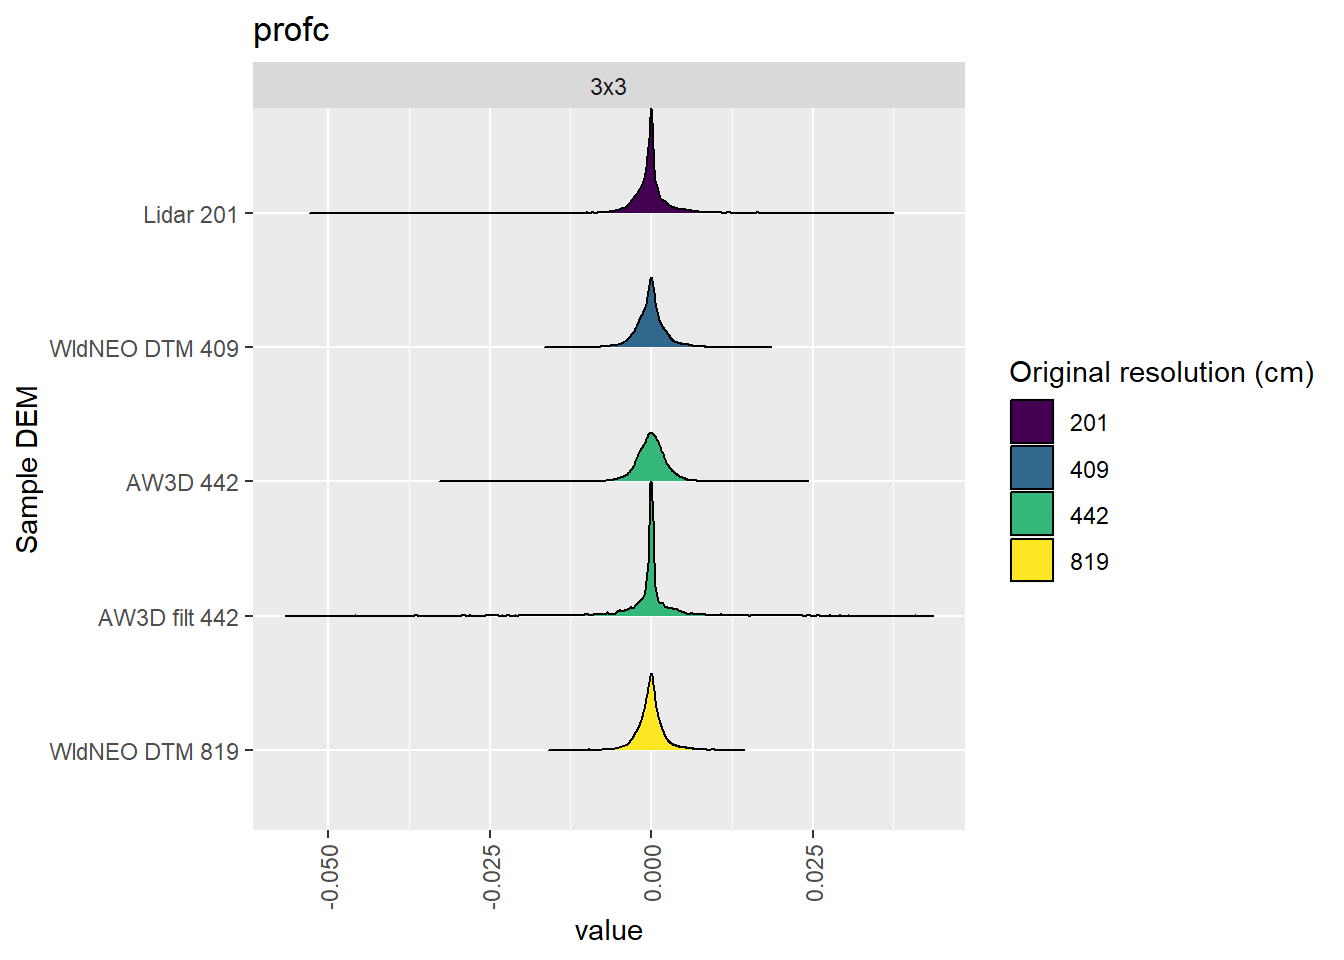 profc
3x3
Lidar 201
WldNEO DTM 409
AW3D 442
AW3D filt 442
WldNEO DTM 819
Sample DEM
-0.050
-0.025
0.000
0.025
value
Original resolution (cm)
201
409
442
819